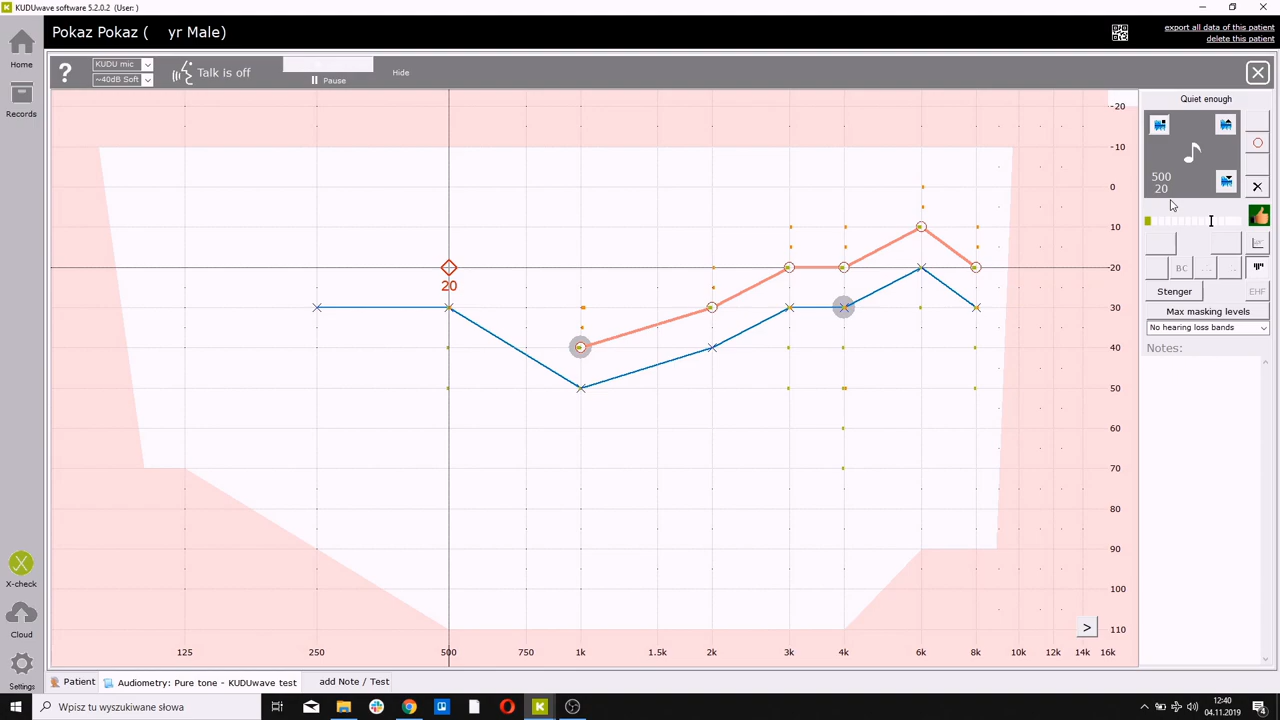 KUDUwave software 5.2.0.2 (User: )
Pokaz Pokaz ( yr Male)
export all data of this patient
delete this patient
Home
Records
X-check
Cloud
Settings
?
KUDU mic
~40dB Soft
Talk is off
Pause
Hide
Quiet enough
500
20
BC
Stenger
EHF
Max masking levels
No hearing loss bands
Notes:
-20
-10
0
10
20
30
40
50
60
70
80
90
100
110
20
>
125
250
500
750
1k
1.5k
2k
3k
4k
6k
8k
10k
12k
14k
16k
Patient
Audiometry: Pure tone - KUDUwave test
add Note / Test
Wpisz tu wyszukiwane słowa
12:40
04.11.2019
4